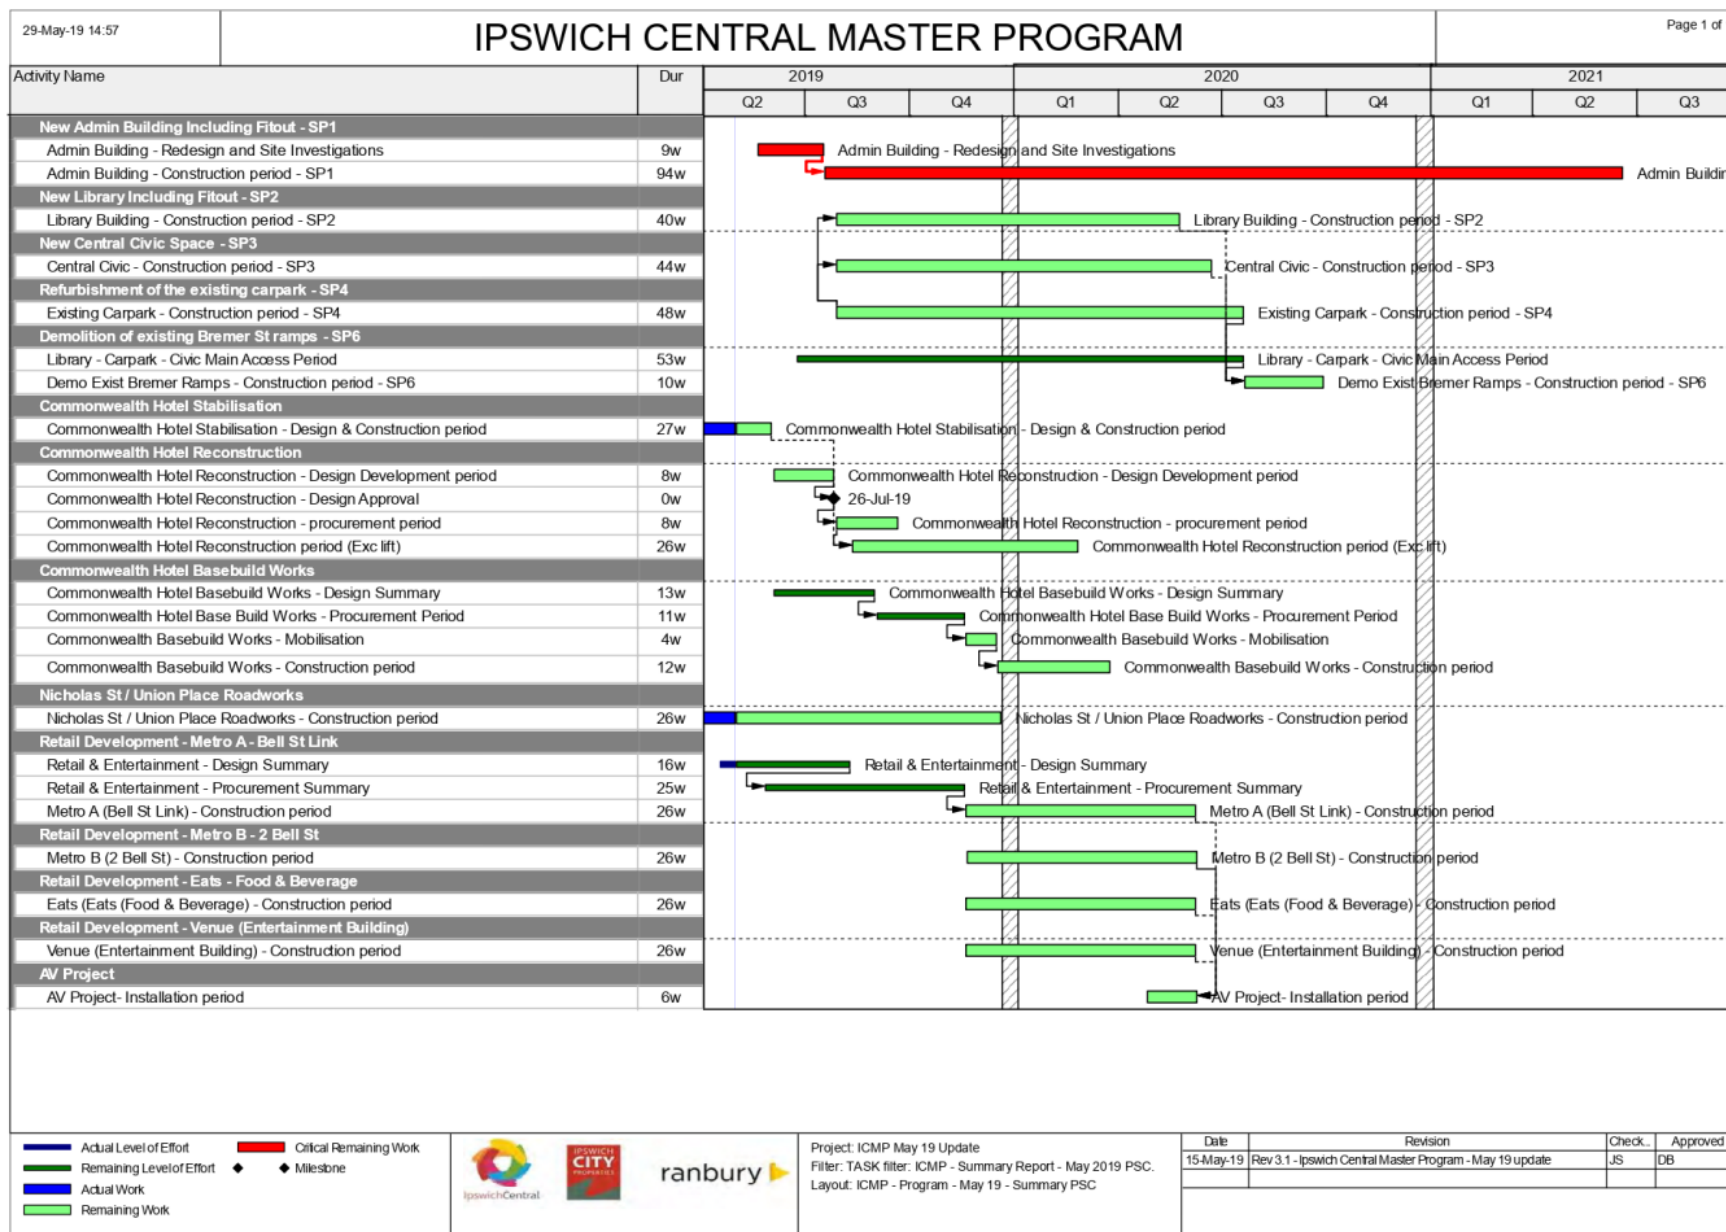 29-May-19 14:57
IPSWICH CENTRAL MASTER PROGRAM
Page 1 of
Activity Name Dur 2019 2020 2021
Q2 Q3 Q4 Q1 Q2 Q3 Q4 Q1 Q2 Q3
New Admin Building Including Fitout - SP1
Admin Building - Redesign and Site Investigations 9w Admin Building - Redesign and Site Investigations
Admin Building - Construction period - SP1 94w Admin Buildin
New Library Including Fitout - SP2
Library Building - Construction period - SP2 40w Library Building - Construction period - SP2
New Central Civic Space - SP3
Central Civic - Construction period - SP3 44w Central Civic - Construction period - SP3
Refurbishment of the existing carpark - SP4
Existing Carpark - Construction period - SP4 48w Existing Carpark - Construction period - SP4
Demolition of existing Bremer St ramps - SP6
Library - Carpark - Civic Main Access Period 53w Library - Carpark - Civic Main Access Period
Demo Exist Bremer Ramps - Construction period - SP6 10w Demo Exist Bremer Ramps - Construction period - SP6
Commonwealth Hotel Stabilisation
Commonwealth Hotel Stabilisation - Design & Construction period 27w Commonwealth Hotel Stabilisation - Design & Construction period
Commonwealth Hotel Reconstruction
Commonwealth Hotel Reconstruction - Design Development period 8w Commonwealth Hotel Reconstruction - Design Development period
Commonwealth Hotel Reconstruction - Design Approval 0w 26-Jul-19
Commonwealth Hotel Reconstruction - procurement period 8w Commonwealth Hotel Reconstruction - procurement period
Commonwealth Hotel Reconstruction period (Exc lift) 26w Commonwealth Hotel Reconstruction period (Exc lift)
Commonwealth Hotel Basebuild Works
Commonwealth Hotel Basebuild Works - Design Summary 13w Commonwealth Hotel Basebuild Works - Design Summary
Commonwealth Hotel Base Build Works - Procurement Period 11w Commonwealth Hotel Base Build Works - Procurement Period
Commonwealth Basebuild Works - Mobilisation 4w Commonwealth Basebuild Works - Mobilisation
Commonwealth Basebuild Works - Construction period 12w Commonwealth Basebuild Works - Construction period
Nicholas St / Union Place Roadworks
Nicholas St / Union Place Roadworks - Construction period 26w Nicholas St / Union Place Roadworks - Construction period
Retail Development - Metro A - Bell St Link
Retail & Entertainment - Design Summary 16w Retail & Entertainment - Design Summary
Retail & Entertainment - Procurement Summary 25w Retail & Entertainment - Procurement Summary
Metro A (Bell St Link) - Construction period 26w Metro A (Bell St Link) - Construction period
Retail Development - Metro B - 2 Bell St
Metro B (2 Bell St) - Construction period 26w Metro B (2 Bell St) - Construction period
Retail Development - Eats - Food & Beverage
Eats (Eats (Food & Beverage) - Construction period 26w Eats (Eats (Food & Beverage) - Construction period
Retail Development - Venue (Entertainment Building)
Venue (Entertainment Building) - Construction period 26w Venue (Entertainment Building) - Construction period
AV Project
AV Project- Installation period 6w AV Project- Installation period
Actual Level of Effort Critical Remaining Work
Remaining Level of Effort Milestone
Actual Work
Remaining Work
IpswichCentral
IPSWICH
CITY
PROPERTIES
ranbury
Project: ICMP May 19 Update
Filter: TASK filter: ICMP - Summary Report - May 2019 PSC.
Layout: ICMP - Program - May 19 - Summary PSC
Date Revision Check... Approved
15-May-19 Rev 3.1 - Ipswich Central Master Program - May 19 update JS DB